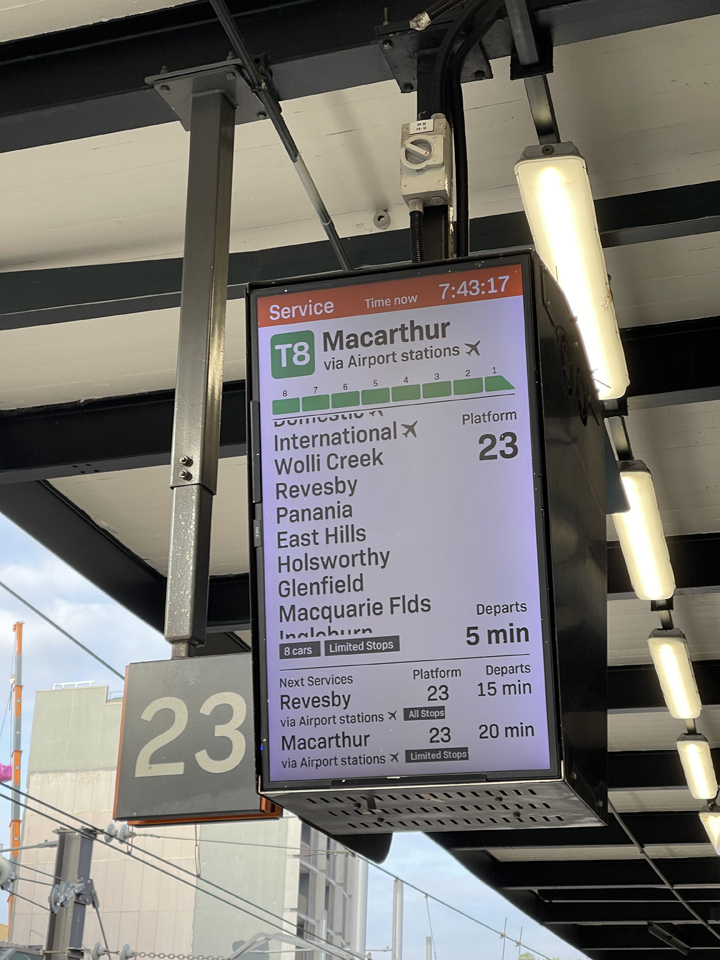 Service Time now 7:43:17
T8 Macarthur
via Airport stations
8 7 6 5 4 3 2 1
Domestic
International
Platform
23
Wolli Creek
Revesby
Panania
East Hills
Holsworthy
Glenfield
Macquarie Flds
Ingleburn
Departs
5 min
8 cars Limited Stops
Next Services Platform Departs
Revesby 23 15 min
via Airport stations All Stops
Macarthur 23 20 min
via Airport stations Limited Stops
23